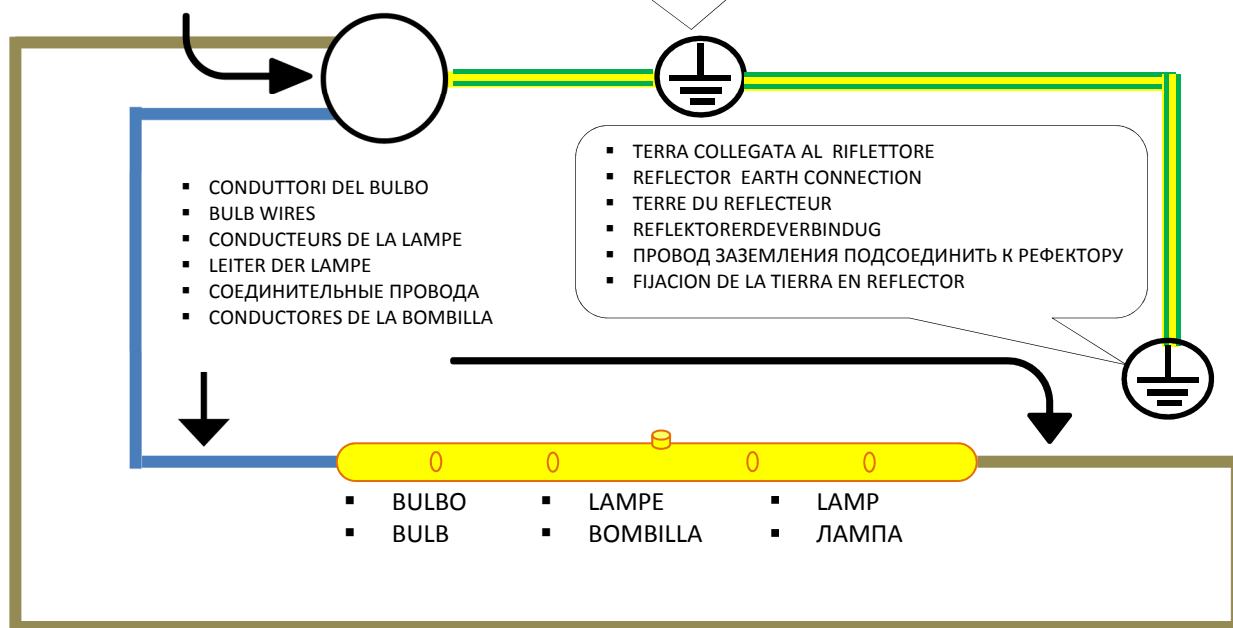 ▪ TERRA COLLEGATA AL RIFLETTORE
▪ REFLECTOR EARTH CONNECTION
▪ TERRE DU REFLECTEUR
▪ REFLEKTORERDEVERBINDUG
▪ ПРОВОД ЗАЗЕМЛЕНИЯ ПОДСОЕДИНИТЬ К РЕФЕКТОРУ
▪ FIJACION DE LA TIERRA EN REFLECTOR
▪ CONDUTTORI DEL BULBO
▪ BULB WIRES
▪ CONDUCTEURS DE LA LAMPE
▪ LEITER DER LAMPE
▪ СОЕДИНИТЕЛЬНЫЕ ПРОВОДА
▪ CONDUCTORES DE LA BOMBILLA
▪ BULBO ▪ LAMPE ▪ LAMP
▪ BULB ▪ BOMBILLA ▪ ЛАМПА